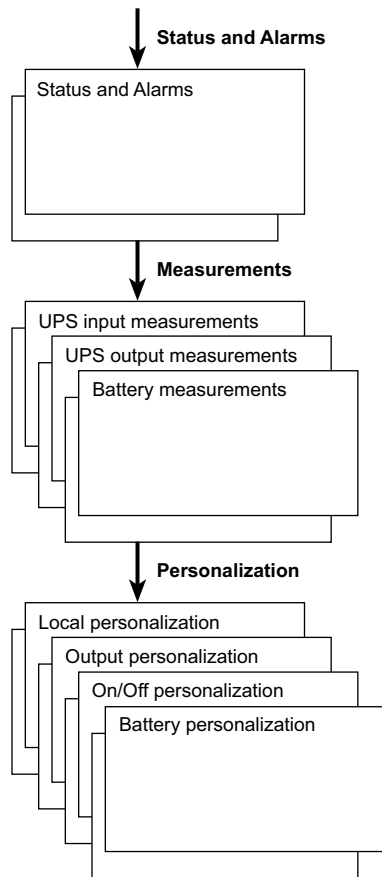 Status and Alarms
Status and Alarms
Measurements
UPS input measurements
UPS output measurements
Battery measurements
Personalization
Local personalization
Output personalization
On/Off personalization
Battery personalization